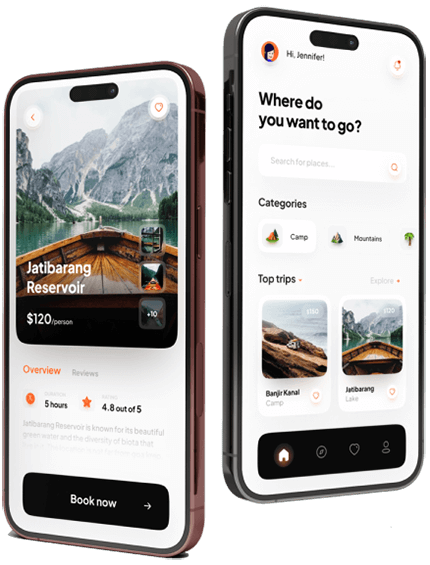 Jatibarang
Reservoir
$120/person
+10
Overview
Reviews
5 hours
4.8 out of 5
Jatibarang Reservoir is known for its beautiful
green water and the diversity of biota that
Book now
Hi, Jennifer!
Where do
you want to go?
Search for places...
Categories
Camp
Mountains
Top trips
Explore
Banjir Kanal
Camp
Jatibarang
Lake